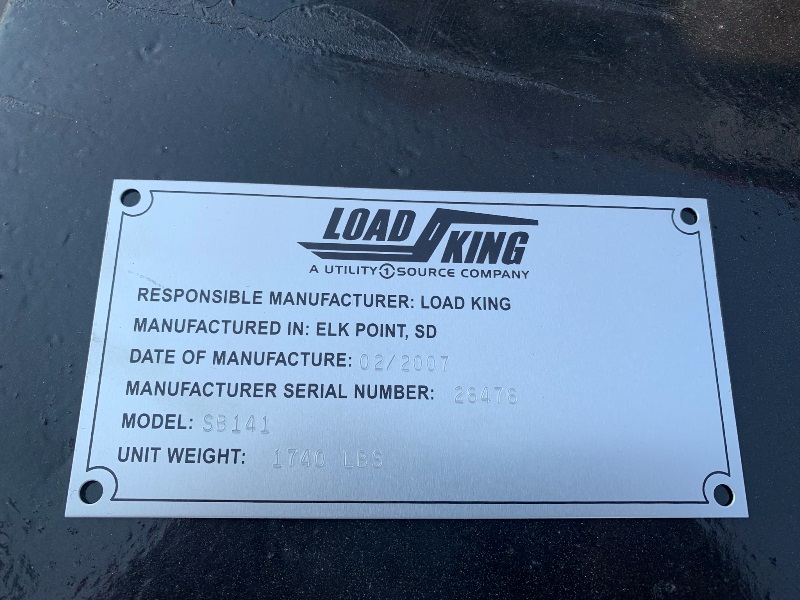 LOAD KING
A UTILITY 1 SOURCE COMPANY
RESPONSIBLE MANUFACTURER: LOAD KING
MANUFACTURED IN: ELK POINT, SD
DATE OF MANUFACTURE: 02/2007
MANUFACTURER SERIAL NUMBER: 28478
MODEL: SB141
UNIT WEIGHT: 1740 LBS